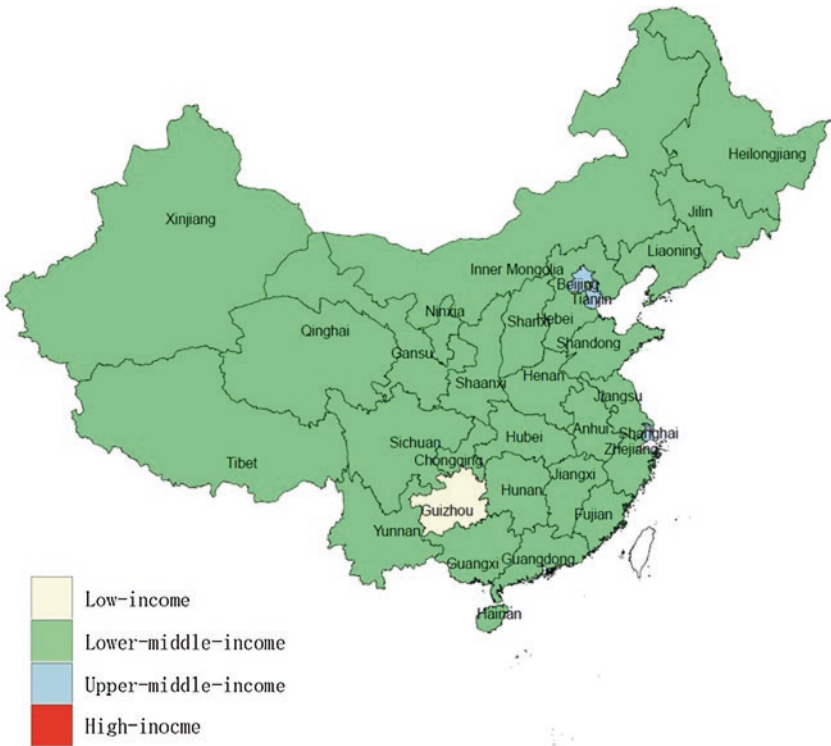 Heilongjiang
Jilin
Xinjiang
Liaoning
Inner Mongolia
Beijing
Tianjin
Ninxia
Shanxi
Hebei
Qinghai
Shandong
Gansu
Henan
Shaanxi
Jiangsu
Anhui
Shanghai
Hubei
Sichuan
Zhejiang
Chongqing
Tibet
Jiangxi
Hunan
Guizhou
Fujian
Yunnan
Guangdong
Guangxi
Hainan
Low-income
Lower-middle-income
Upper-middle-income
High-inocme